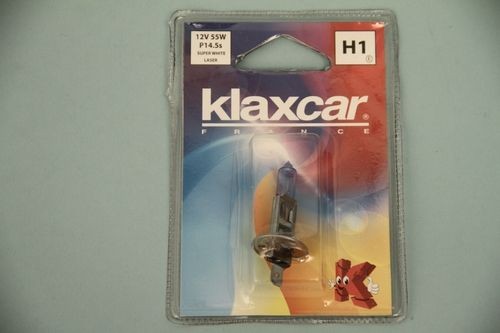 12V 55W
P14.5s
SUPER WHITE
LASER
H1
klaxcar®
FRANCE